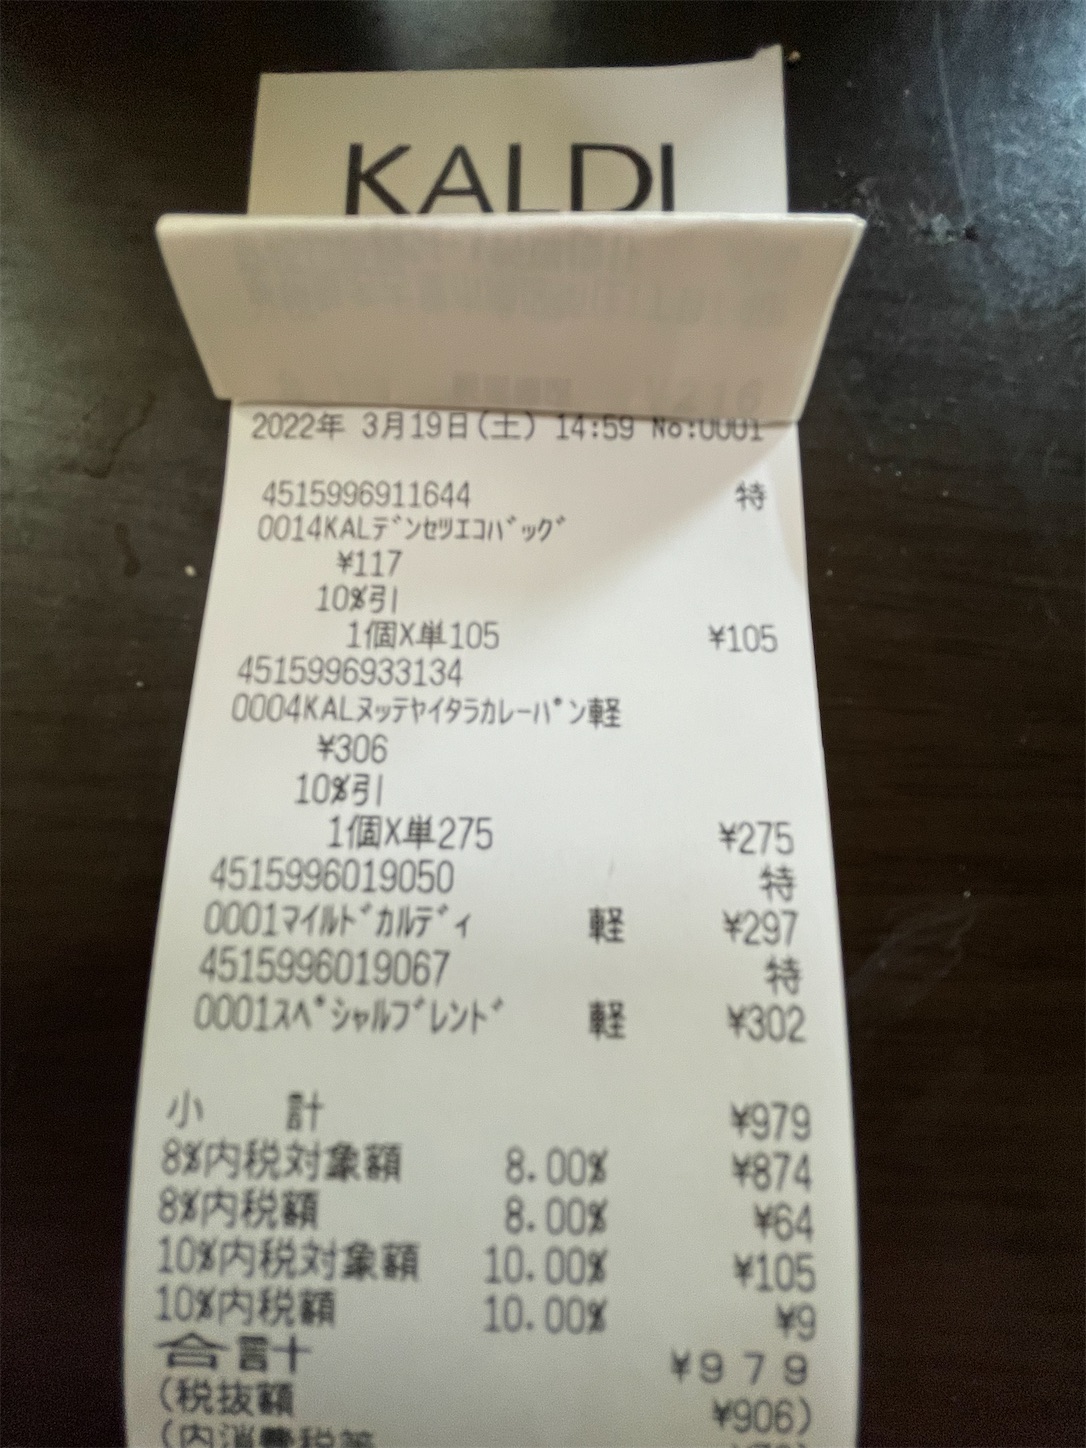 KALDI
2022年 3月19日(土) 14:59 No:0001
4515996911644 特
0014KALデンセツエコバッグ
¥117
10%引
1個X単105 ¥105
4515996933134
0004KALヌッテヤイタラカレーパン軽
¥306
10%引
1個X単275 ¥275
4515996019050 特
0001マイルドカルディ 軽 ¥297
4515996019067 特
0001スペシャルブレンド 軽 ¥302
小 計 ¥979
8%内税対象額 8.00% ¥874
8%内税額 8.00% ¥64
10%内税対象額 10.00% ¥105
10%内税額 10.00% ¥9
合計 ¥979
(税抜額 ¥906)
(内消費税等